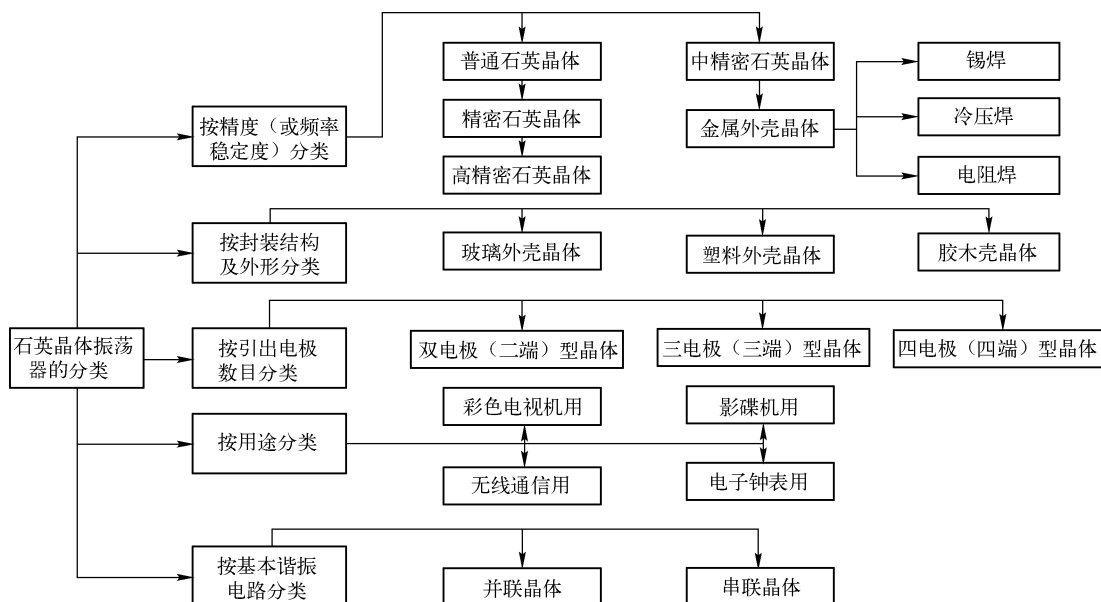 普通石英晶体
中精密石英晶体
锡焊
按精度（或频率
稳定度）分类
精密石英晶体
金属外壳晶体
冷压焊
高精密石英晶体
电阻焊
按封装结构
及外形分类
玻璃外壳晶体
塑料外壳晶体
胶木壳晶体
石英晶体振荡
器的分类
按引出电极
数目分类
双电极（二端）型晶体
三电极（三端）型晶体
四电极（四端）型晶体
彩色电视机用
影碟机用
按用途分类
无线通信用
电子钟表用
按基本谐振
电路分类
并联晶体
串联晶体